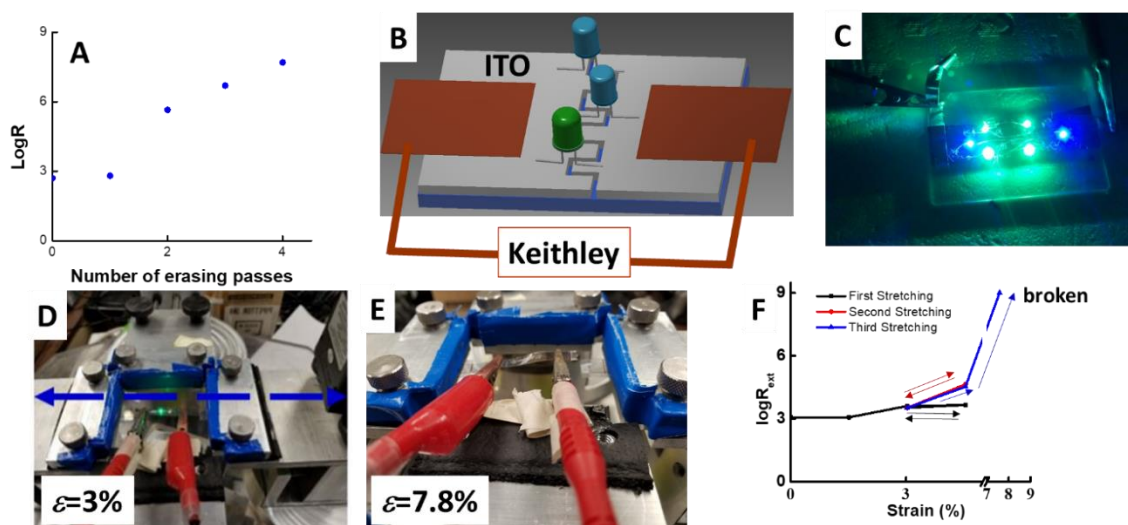 A
9
6
3
0
LogR
0
2
4
Number of erasing passes
B
ITO
Keithley
C
D
ε=3%
E
ε=7.8%
F
9
6
3
0
logRext
First Stretching
Second Stretching
Third Stretching
broken
0
3
7
8
9
Strain (%)